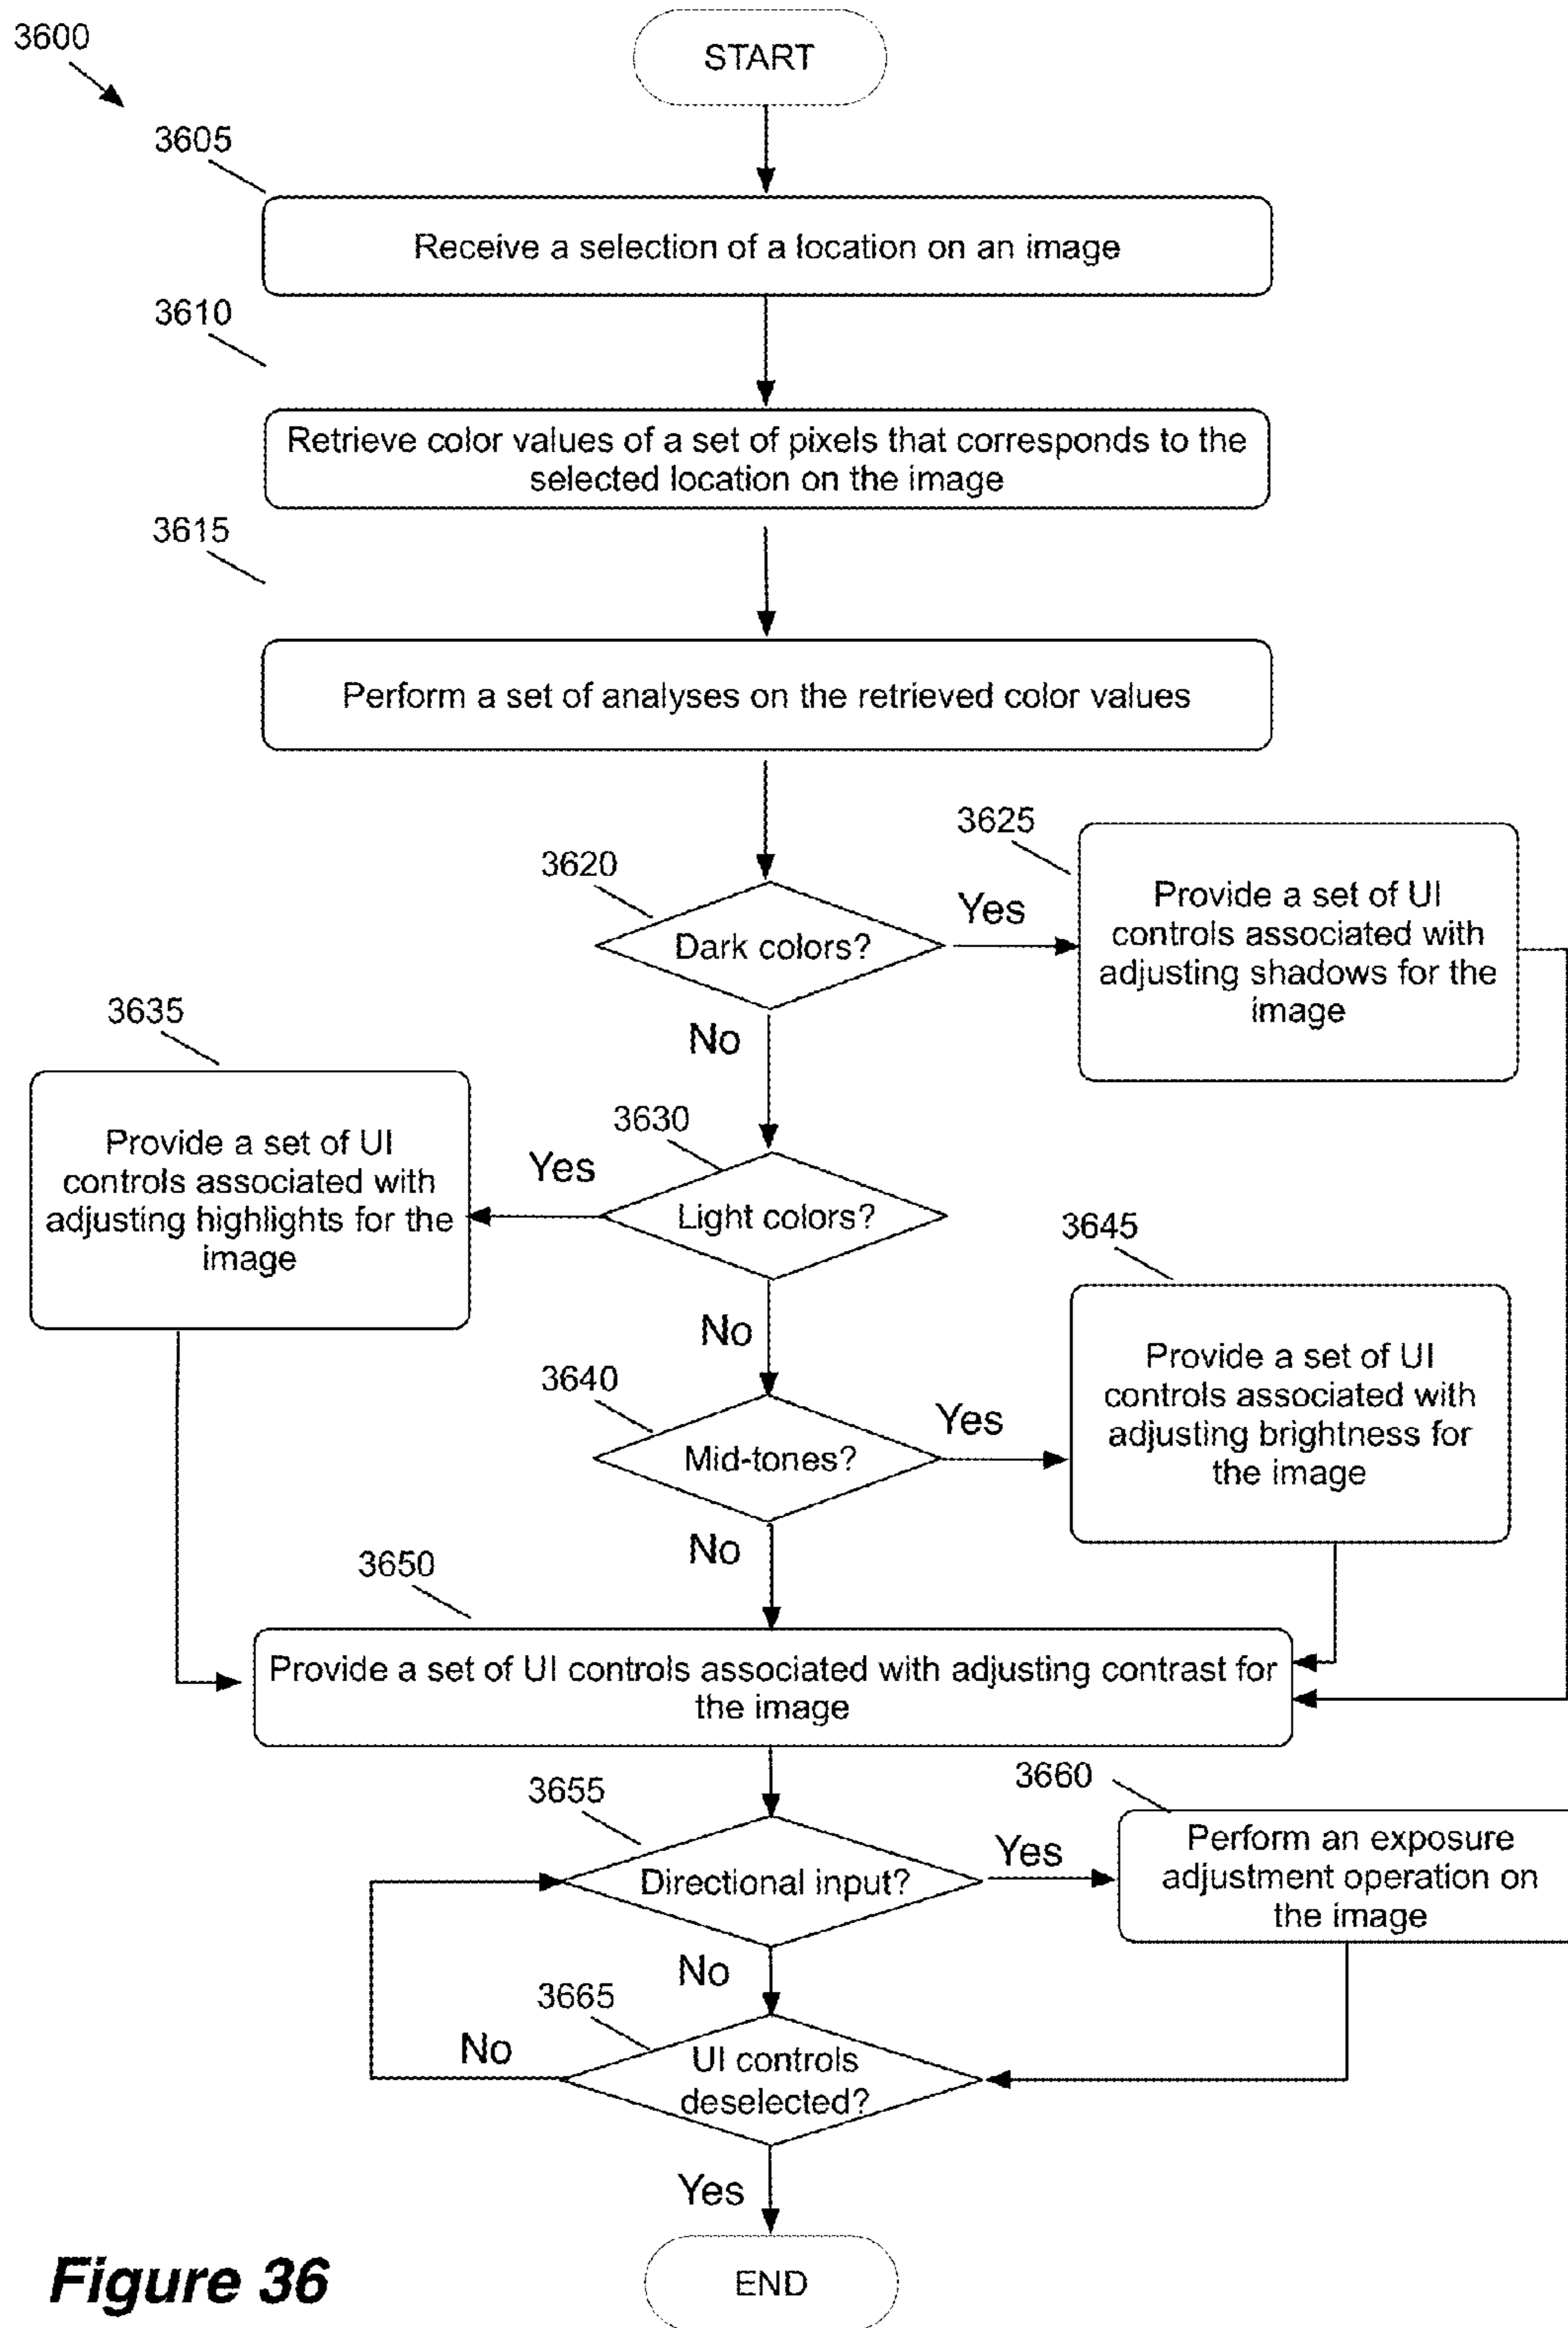 3600
START
3605
Receive a selection of a location on an image
3610
Retrieve color values of a set of pixels that corresponds to the
selected location on the image
3615
Perform a set of analyses on the retrieved color values
3620
Dark colors?
Yes
3625
Provide a set of UI
controls associated with
adjusting shadows for the
image
No
3635
Provide a set of UI
controls associated with
adjusting highlights for the
image
3630
Yes
Light colors?
No
3645
Provide a set of UI
controls associated with
adjusting brightness for
the image
3640
Mid-tones?
Yes
No
3650
Provide a set of UI controls associated with adjusting contrast for
the image
3655
Directional input?
Yes
3660
Perform an exposure
adjustment operation on
the image
No
3665
UI controls
deselected?
No
Yes
END
Figure 36